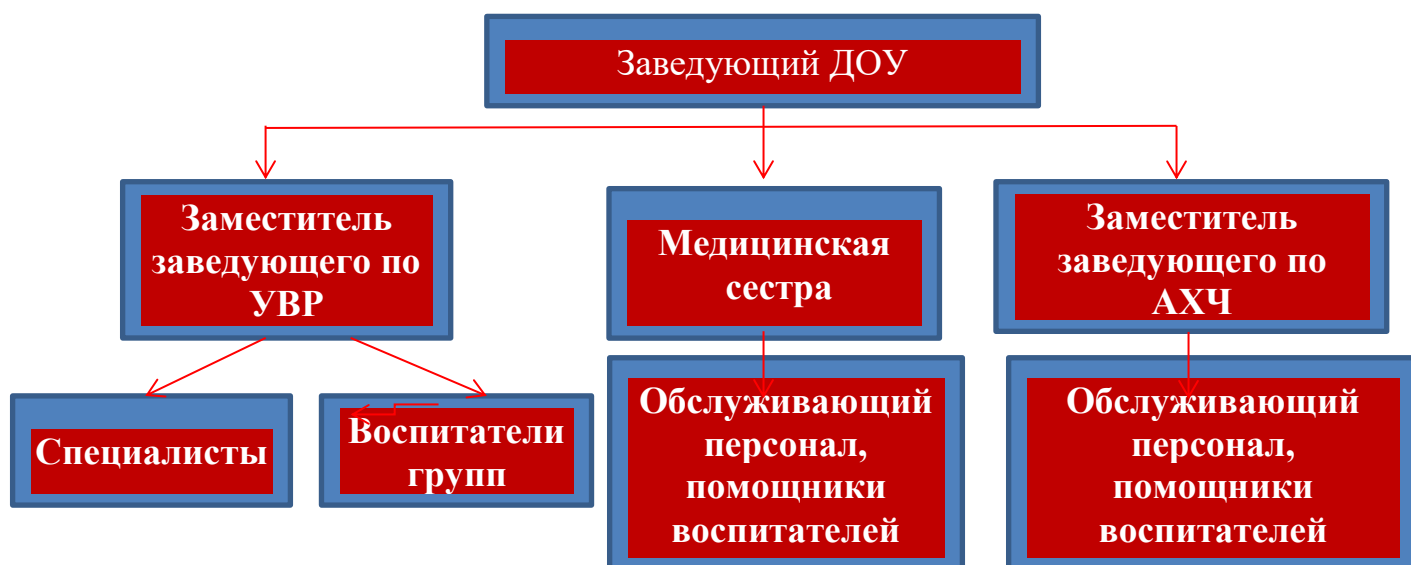 Заведующий ДОУ
Заместитель
заведующего по
УВР
Медицинская
сестра
Заместитель
заведующего по
АХЧ
Специалисты
Воспитатели
групп
Обслуживающий
персонал,
помощники
воспитателей
Обслуживающий
персонал,
помощники
воспитателей